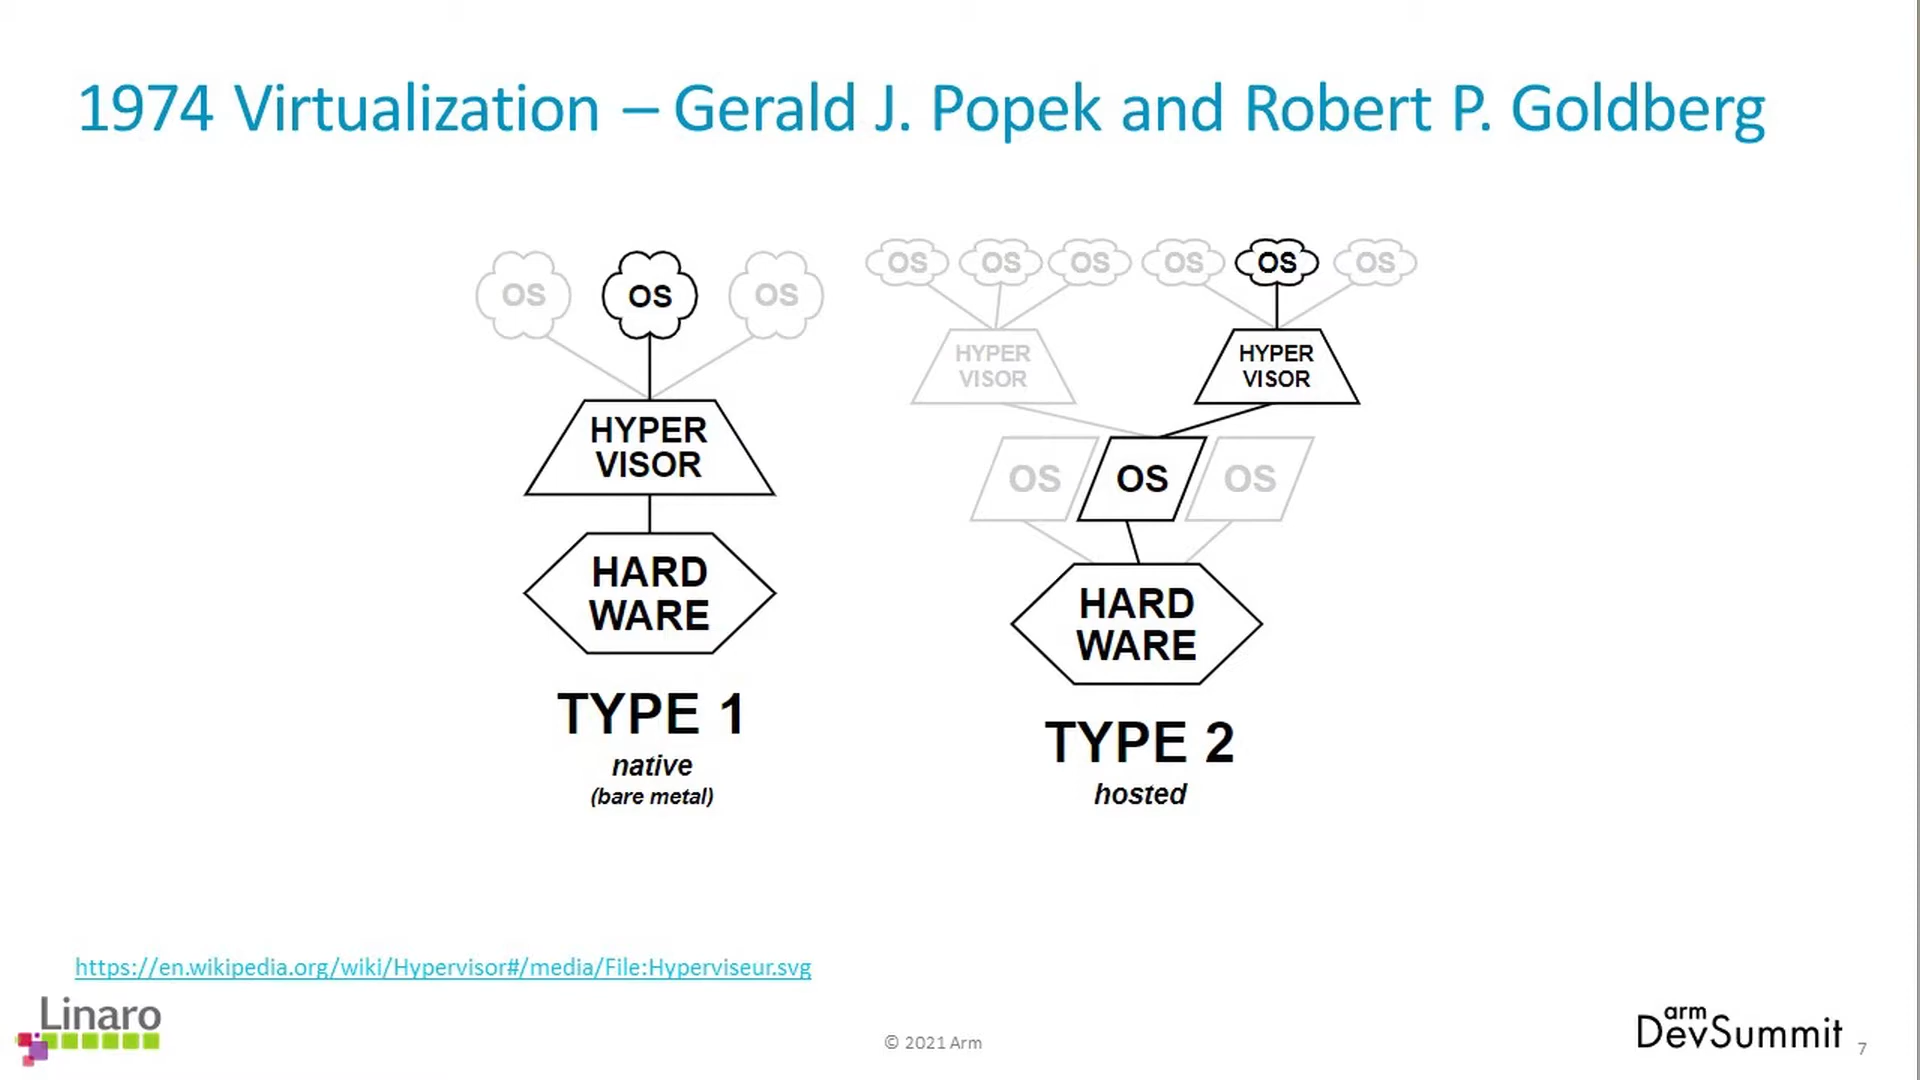 1974 Virtualization – Gerald J. Popek and Robert P. Goldberg
OS
OS
OS
HYPER
VISOR
HARD
WARE
TYPE 1
native
(bare metal)
OS
OS
OS
OS
OS
OS
HYPER
VISOR
HYPER
VISOR
OS
OS
OS
HARD
WARE
TYPE 2
hosted
https://en.wikipedia.org/wiki/Hypervisor#/media/File:Hyperviseur.svg
Linaro
© 2021 Arm
arm
DevSummit
7